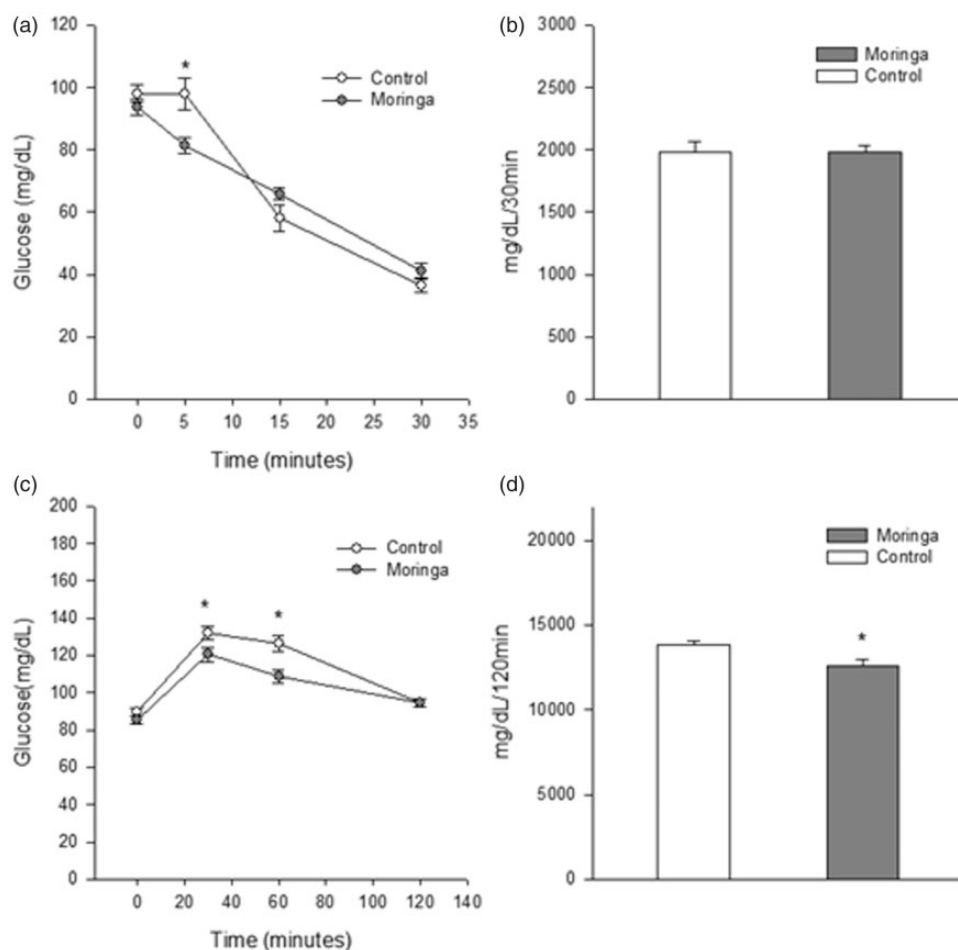 (a)
120
100
80
60
40
20
0
Glucose (mg/dL)
*
Control
Moringa
0 5 10 15 20 25 30 35
Time (minutes)
(b)
3000
2500
2000
1500
1000
500
0
mg/dL/30min
Moringa
Control
(c)
200
180
160
140
120
100
80
60
40
20
0
Glucose(mg/dL)
* *
Control
Moringa
0 20 40 60 80 100 120 140
Time (minutes)
(d)
20000
15000
10000
5000
0
mg/dL/120min
Moringa
Control
*